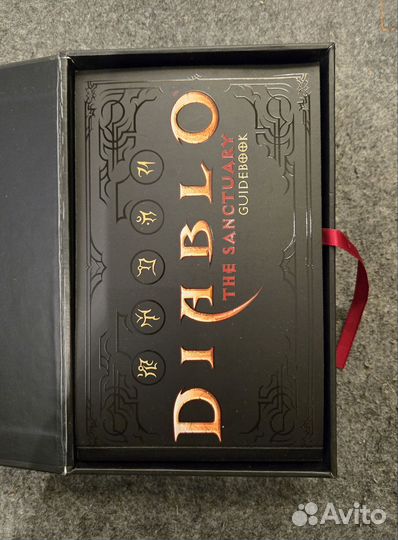 DIABLO
THE SANCTUARY
GUIDEBOOK
Avito